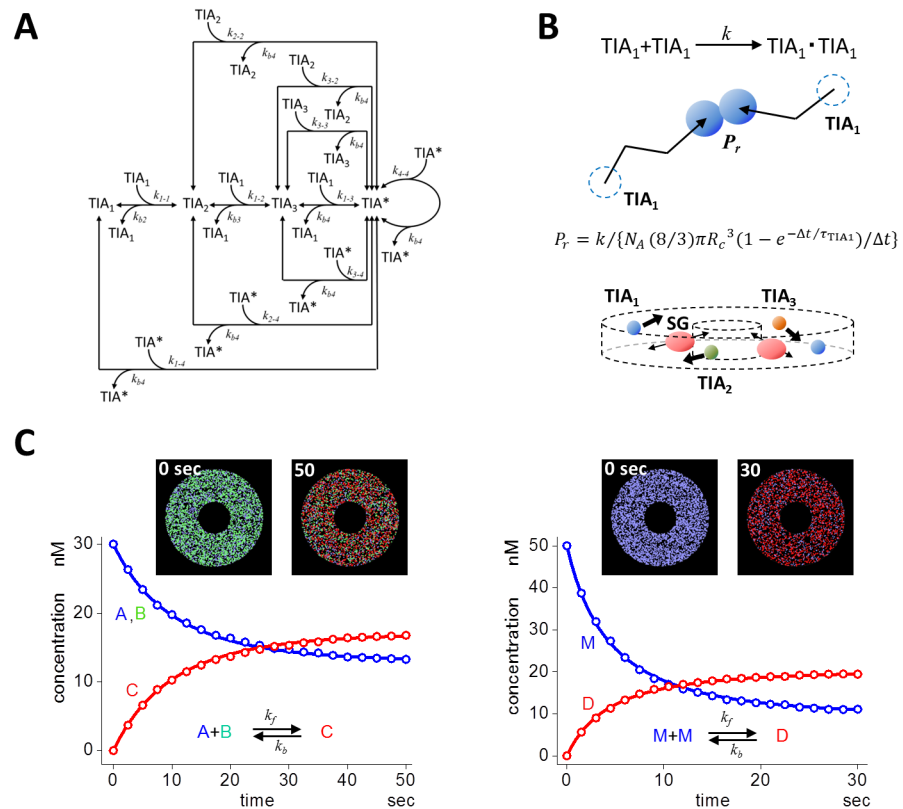 A
TIA2
k2-2
kb4
TIA2
TIA2
k3-2
kb4
TIA3
TIA2
k3-3
kb4
TIA3
TIA*
k4-4
TIA1
TIA1
TIA1
k1-1
k1-2
k1-3
TIA1
TIA2
TIA3
TIA*
kb2
kb3
kb4
kb4
TIA1
TIA1
TIA1
TIA*
TIA*
k3-4
kb4
TIA*
TIA*
k2-4
kb4
TIA*
TIA*
k1-4
kb4
TIA*
B
TIA1+TIA1 k TIA1·TIA1
Pr
TIA1
TIA1
Pr = k/{NA (8/3)πRc^3(1 − e^−Δt/τTIA1)/Δt}
TIA1
TIA3
SG
TIA2
C
0 sec
50
30
nM
20
10
0
concentration
A,B
C
A+B kf kb C
0
10
20
30
40
50
time
sec
0 sec
30
50
nM
40
30
20
10
0
concentration
M
D
M+M kf kb D
0
10
20
30
time
sec